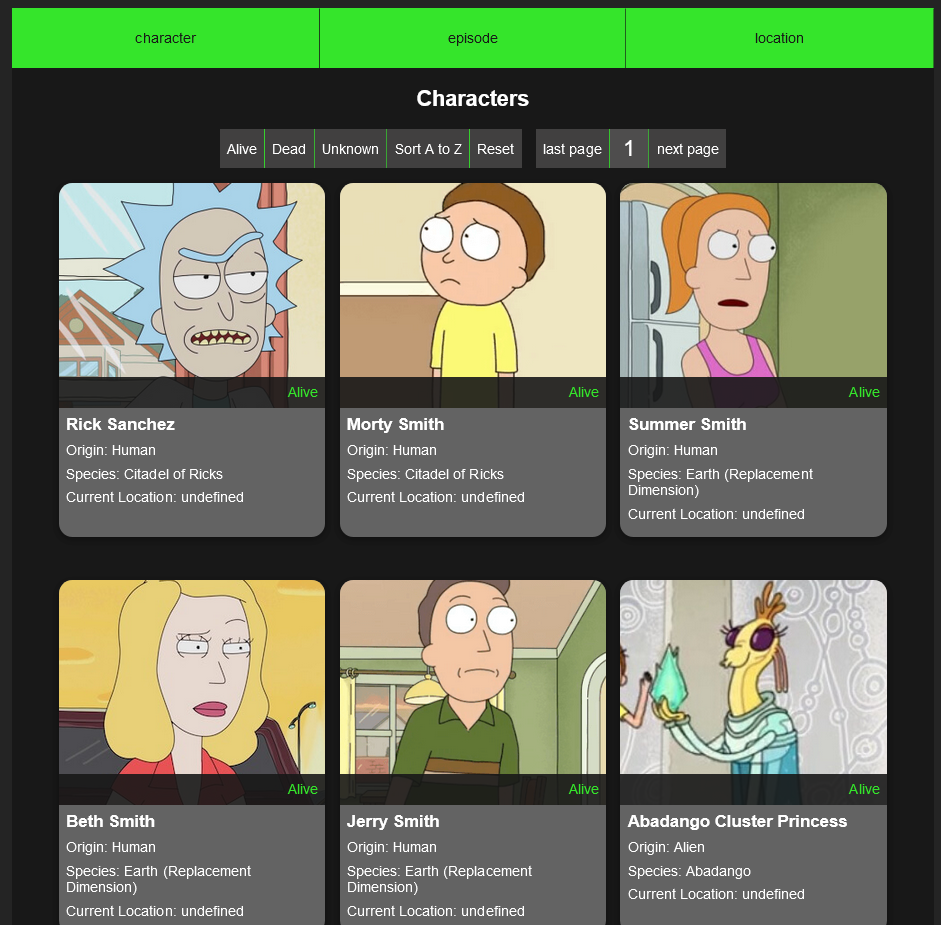 character episode location
Characters
Alive Dead Unknown Sort A to Z Reset last page 1 next page
Alive Alive Alive
Rick Sanchez
Origin: Human
Species: Citadel of Ricks
Current Location: undefined
Morty Smith
Origin: Human
Species: Citadel of Ricks
Current Location: undefined
Summer Smith
Origin: Human
Species: Earth (Replacement
Dimension)
Current Location: undefined
Alive Alive Alive
Beth Smith
Origin: Human
Species: Earth (Replacement
Dimension)
Current Location: undefined
Jerry Smith
Origin: Human
Species: Earth (Replacement
Dimension)
Current Location: undefined
Abadango Cluster Princess
Origin: Alien
Species: Abadango
Current Location: undefined